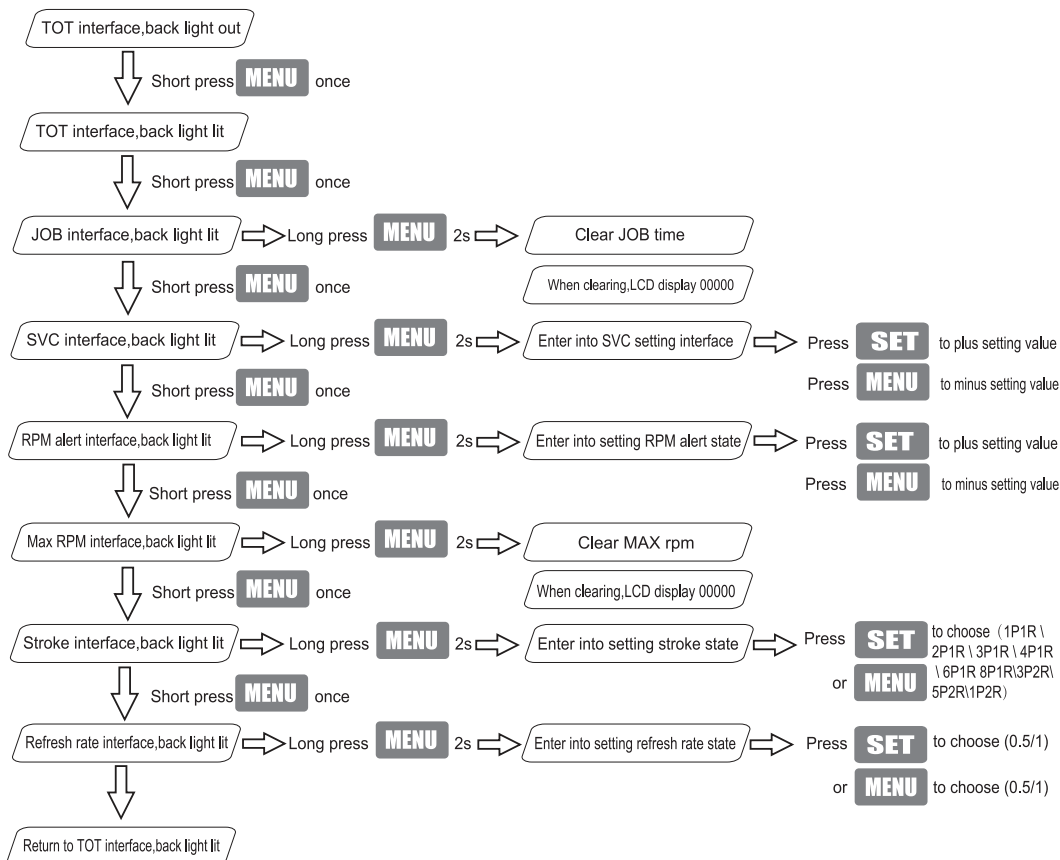 TOT interface,back light out
Short press MENU once
TOT interface,back light lit
Short press MENU once
JOB interface,back light lit Long press MENU 2s Clear JOB time
Short press MENU once When clearing,LCD display 00000
SVC interface,back light lit Long press MENU 2s Enter into SVC setting interface Press SET to plus setting value
Short press MENU once Press MENU to minus setting value
RPM alert interface,back light lit Long press MENU 2s Enter into setting RPM alert state Press SET to plus setting value
Short press MENU once Press MENU to minus setting value
Max RPM interface,back light lit Long press MENU 2s Clear MAX rpm
Short press MENU once When clearing,LCD display 00000
Stroke interface,back light lit Long press MENU 2s Enter into setting stroke state Press SET or MENU
to choose（1P1R \
2P1R \ 3P1R \ 4P1R
\ 6P1R 8P1R\3P2R\
5P2R\1P2R）
Short press MENU once
Refresh rate interface,back light lit Long press MENU 2s Enter into setting refresh rate state Press SET to choose (0.5/1)
or MENU to choose (0.5/1)
Return to TOT interface,back light lit